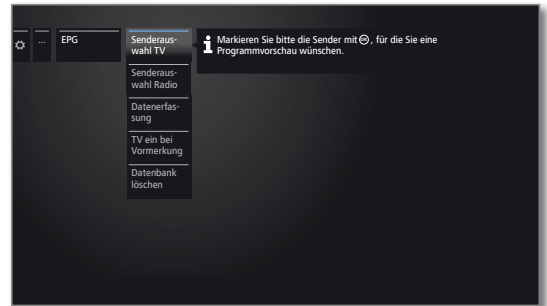 ... EPG
Senderaus-
wahl TV
Markieren Sie bitte die Sender mit OK, für die Sie eine
Programmvorschau wünschen.
Senderaus-
wahl Radio
Datenerfas-
sung
TV ein bei
Vormerkung
Datenbank
löschen